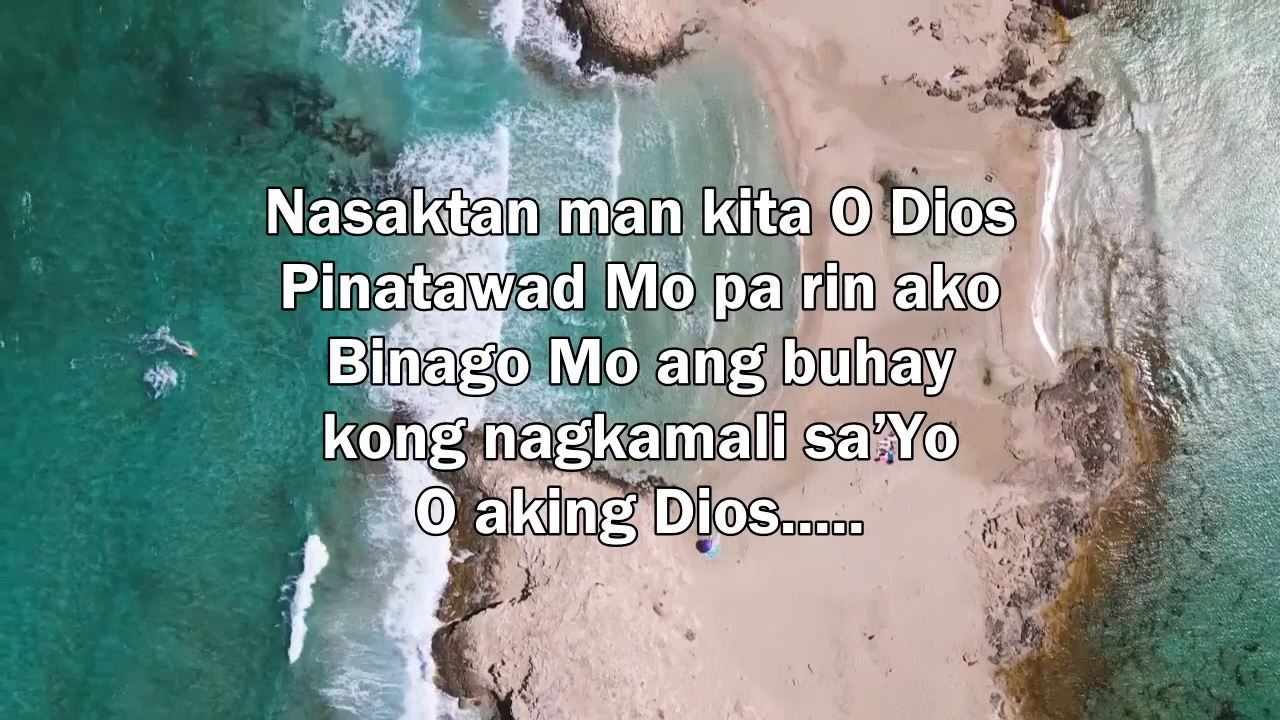 Nasaktan man kita O Dios
Pinatawad Mo pa rin ako
Binago Mo ang buhay
kong nagkamali sa’Yo
O aking Dios.....